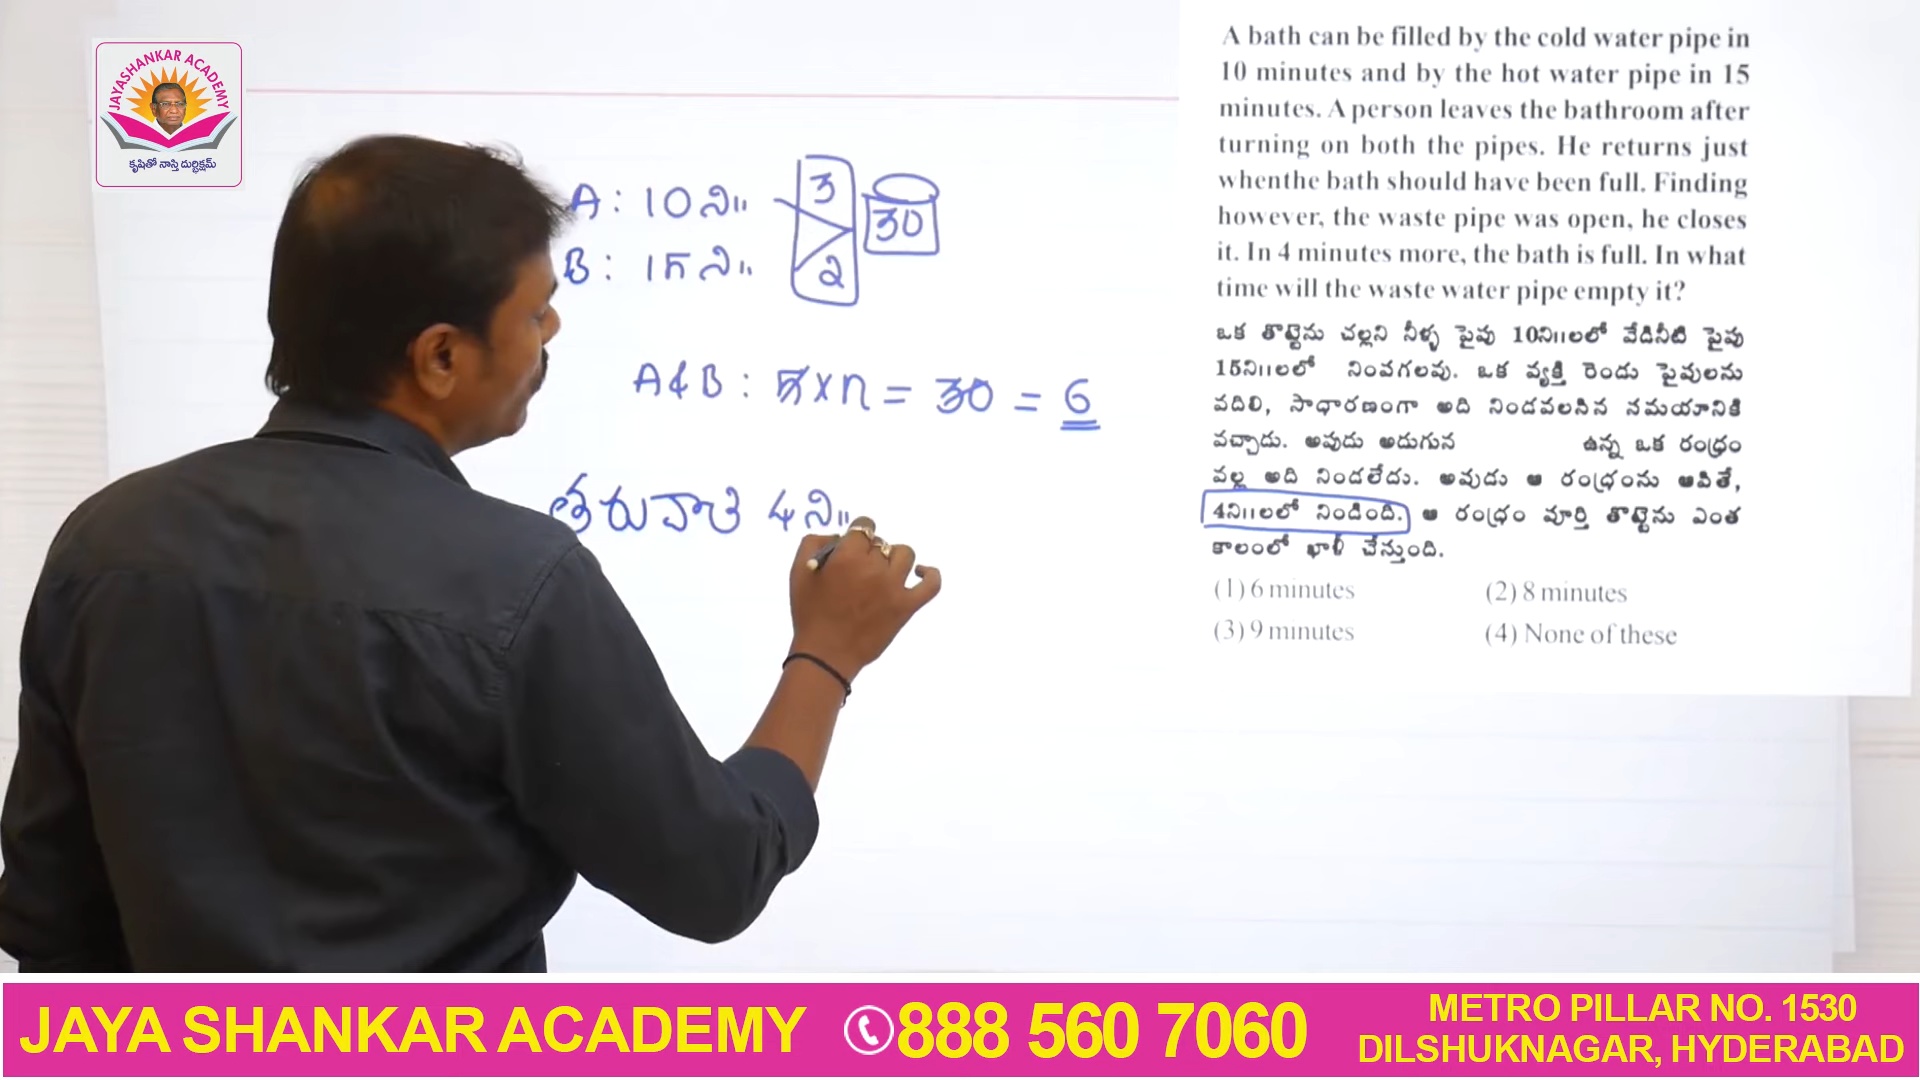 JAYASHANKAR ACADEMY
కృషితో నాస్తి దుర్భిక్షమ్
A : 10ని॥ 3
30
B : 15ని॥ 2
A & B : 5 x n = 30 = 6
తరువాత 4ని॥
A bath can be filled by the cold water pipe in
10 minutes and by the hot water pipe in 15
minutes. A person leaves the bathroom after
turning on both the pipes. He returns just
whenthe bath should have been full. Finding
however, the waste pipe was open, he closes
it. In 4 minutes more, the bath is full. In what
time will the waste water pipe empty it?
ఒక తొట్టెను చల్లని నీళ్ళ పైపు 10ని॥లలో వేడినీటి పైపు
15ని॥లలో నింపగలవు. ఒక వ్యక్తి రెండు పైపులను
వదిలి, సాధారణంగా అది నిండవలసిన సమయానికి
వచ్చాడు. అపుడు అడుగున ఉన్న ఒక రంధ్రం
వల్ల అది నిండలేదు. అవుడు ఆ రంధ్రంను ఆపితే,
4ని॥లలో నిండింది. ఆ రంధ్రం పూర్తి తొట్టెను ఎంత
కాలంలో ఖాళీ చేస్తుంది.
(1) 6 minutes (2) 8 minutes
(3) 9 minutes (4) None of these
JAYA SHANKAR ACADEMY 888 560 7060
METRO PILLAR NO. 1530
DILSHUKNAGAR, HYDERABAD